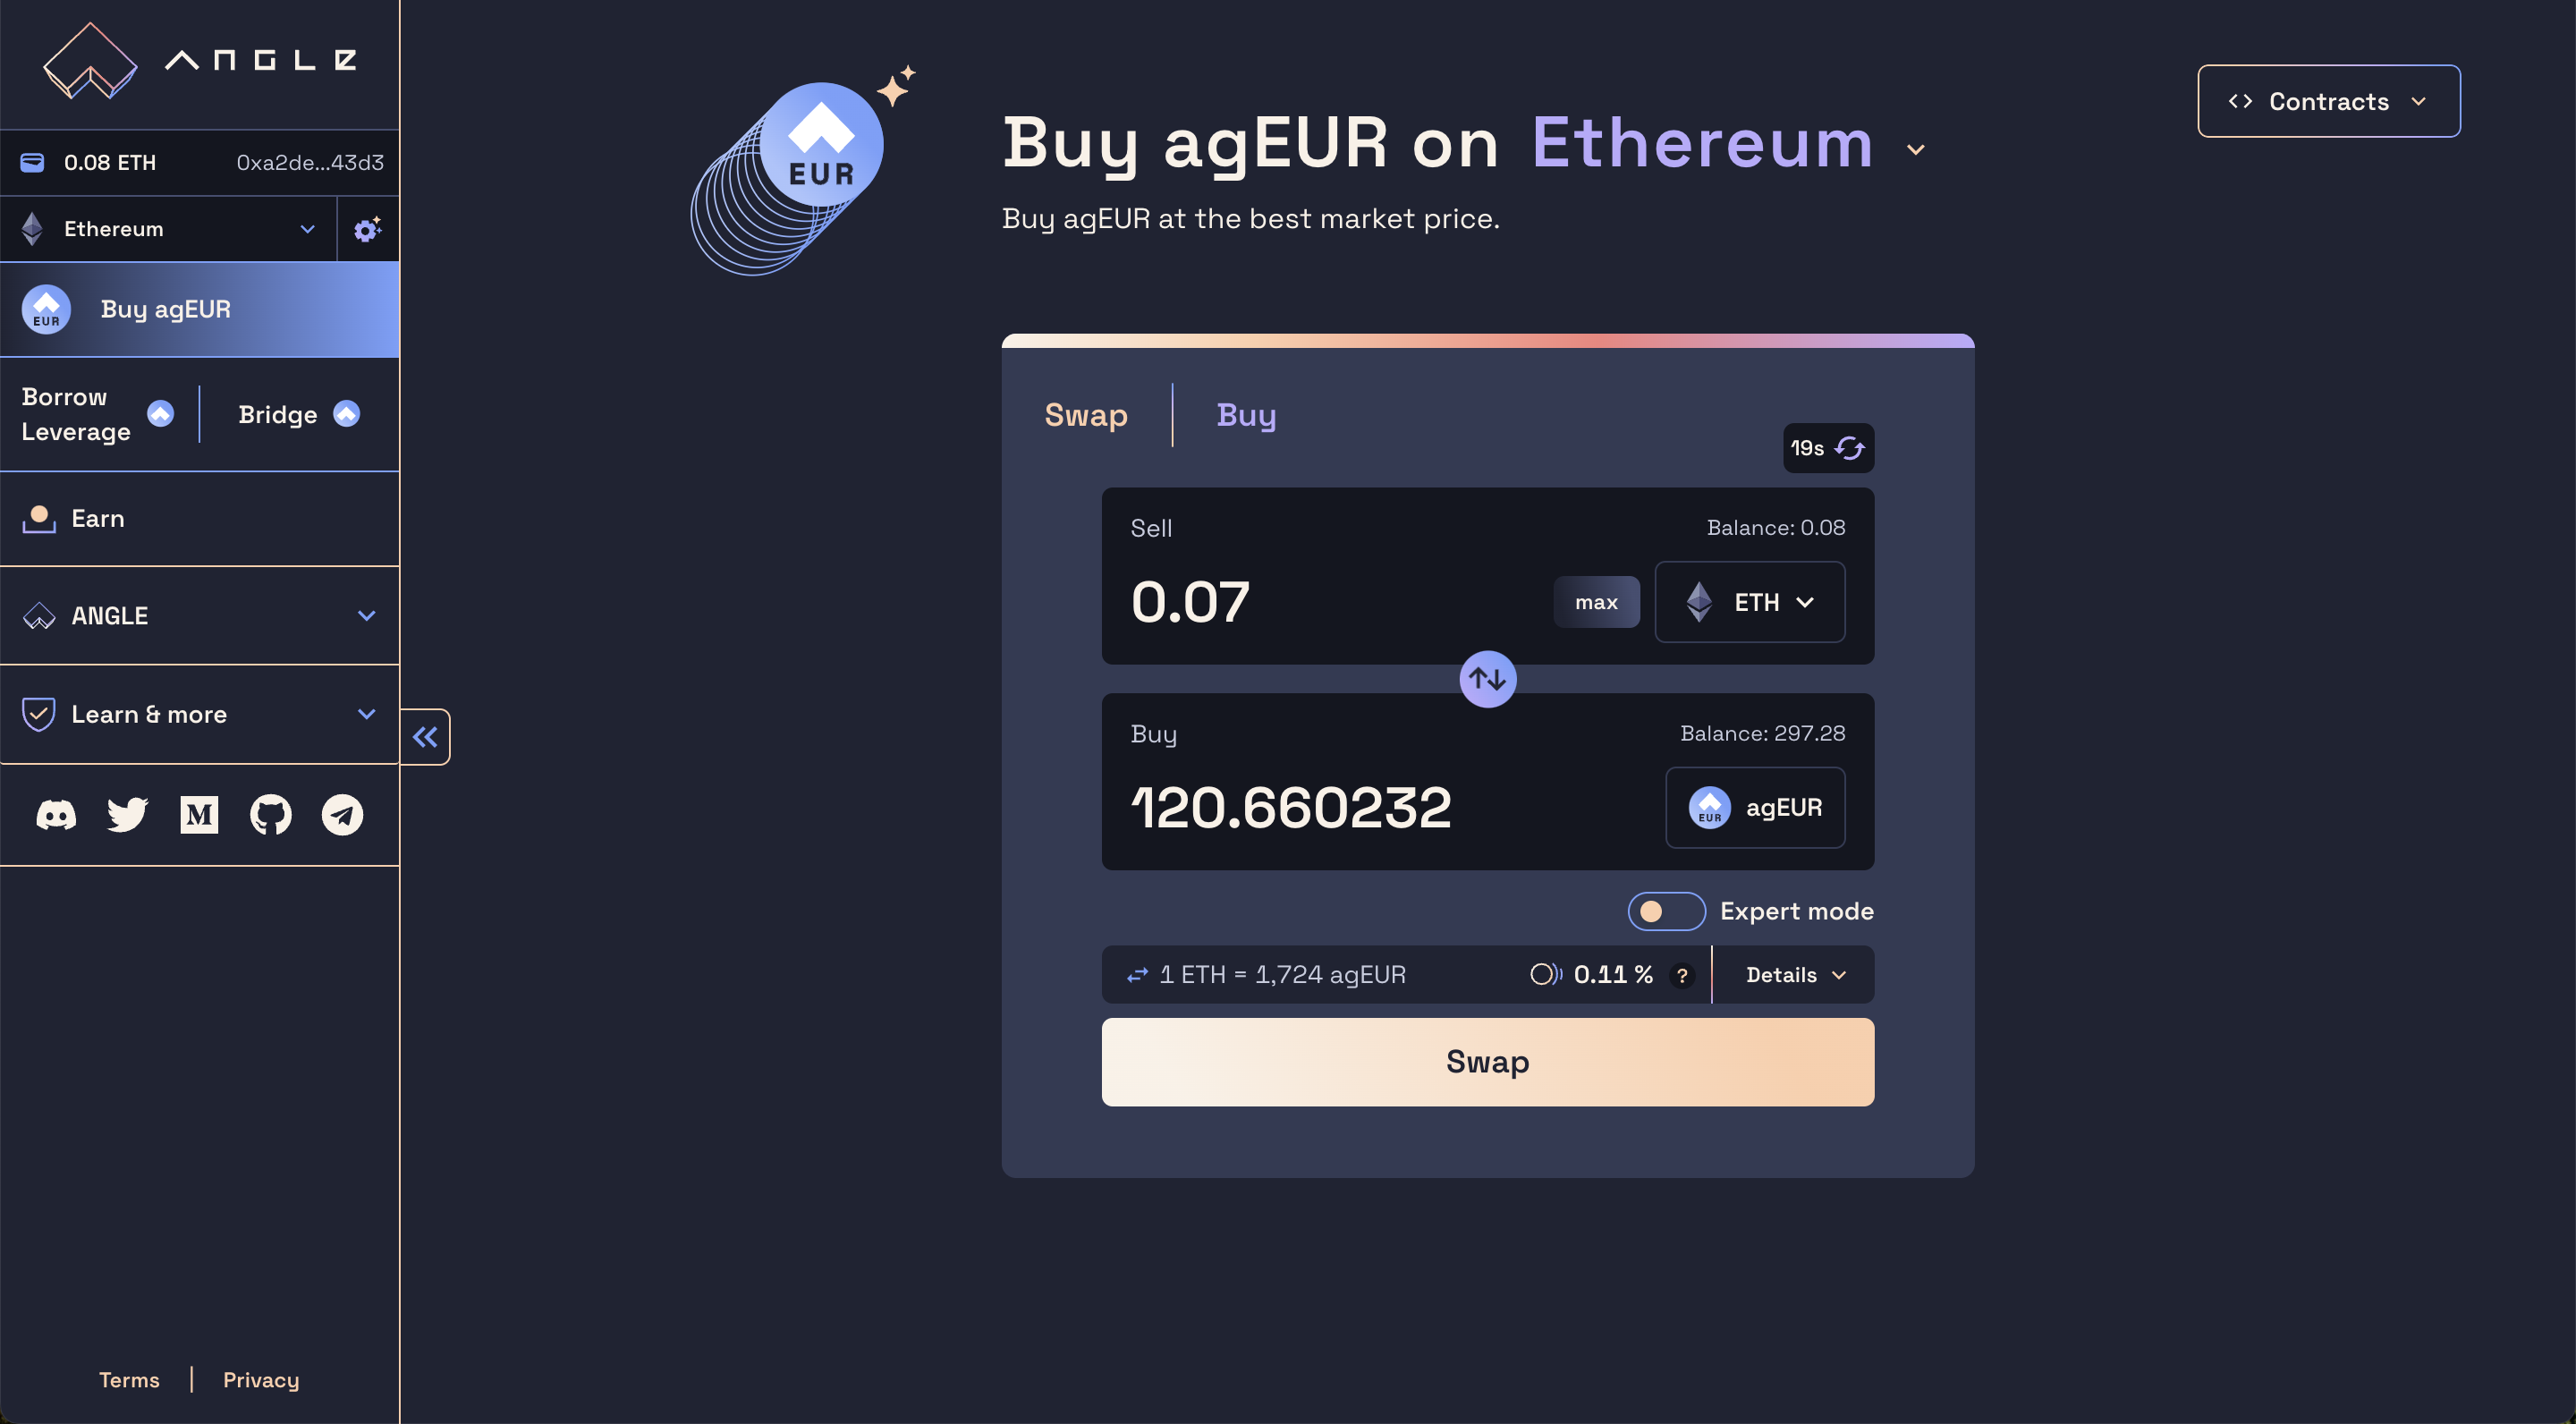 ANGLE
0.08 ETH 0xa2de...43d3
Ethereum
EUR Buy agEUR
Borrow
Leverage
Bridge
Earn
ANGLE
Learn & more
M
Terms | Privacy
EUR
Buy agEUR on Ethereum
Buy agEUR at the best market price.
<> Contracts
Swap | Buy
19s
Sell Balance: 0.08
0.07 max ETH
Buy Balance: 297.28
120.660232 EUR agEUR
Expert mode
1 ETH = 1,724 agEUR 0.11 % ? Details
Swap